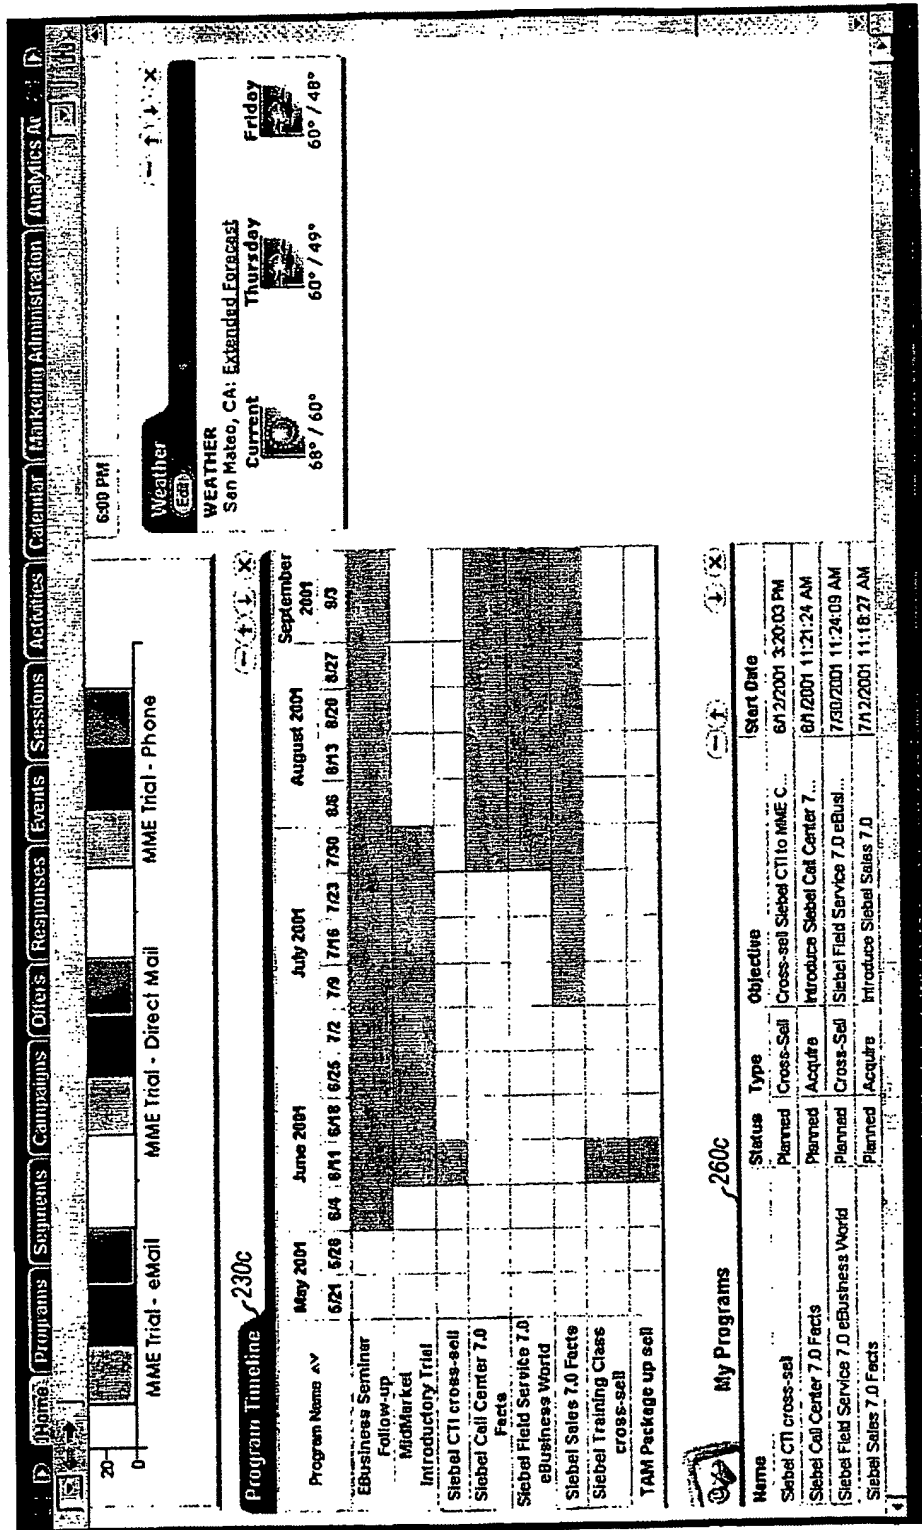 Home Programs Segments Campaigns Offers Responses Events Sessions Activities Calendar Marketing Administration Analytics Ac
20
0
MME Trial - eMail MME Trial - Direct Mail MME Trial - Phone
6:00 PM
Program Timeline 230c
Program Name
May 2001 June 2001 July 2001 August 2001 September 2001
5/21 5/28 6/4 6/11 6/18 6/25 7/2 7/9 7/16 7/23 7/30 8/6 8/13 8/20 8/27 9/3
EBusiness Seminar
Follow-up
MidMarket
Introductory Trial
Siebel CTI cross-sell
Siebel Call Center 7.0
Facts
Siebel Field Service 7.0
eBusiness World
Siebel Sales 7.0 Facts
Siebel Training Class
cross-sell
TAM Package up sell
Weather
Edit
WEATHER
San Mateo, CA: Extended Forecast
Current Thursday Friday
68° / 60° 60° / 49° 60° / 48°
My Programs 260c
Name Status Type Objective Start Date
Siebel CTI cross-sell Planned Cross-Sell Cross-sell Siebel CTI to MME C... 6/12/2001 3:20:03 PM
Siebel Call Center 7.0 Facts Planned Acquire Introduce Siebel Call Center 7... 8/1/2001 11:21:24 AM
Siebel Field Service 7.0 eBusiness World Planned Cross-Sell Siebel Field Service 7.0 eBusi... 7/30/2001 11:24:09 AM
Siebel Sales 7.0 Facts Planned Acquire Introduce Siebel Sales 7.0 7/12/2001 11:18:27 AM